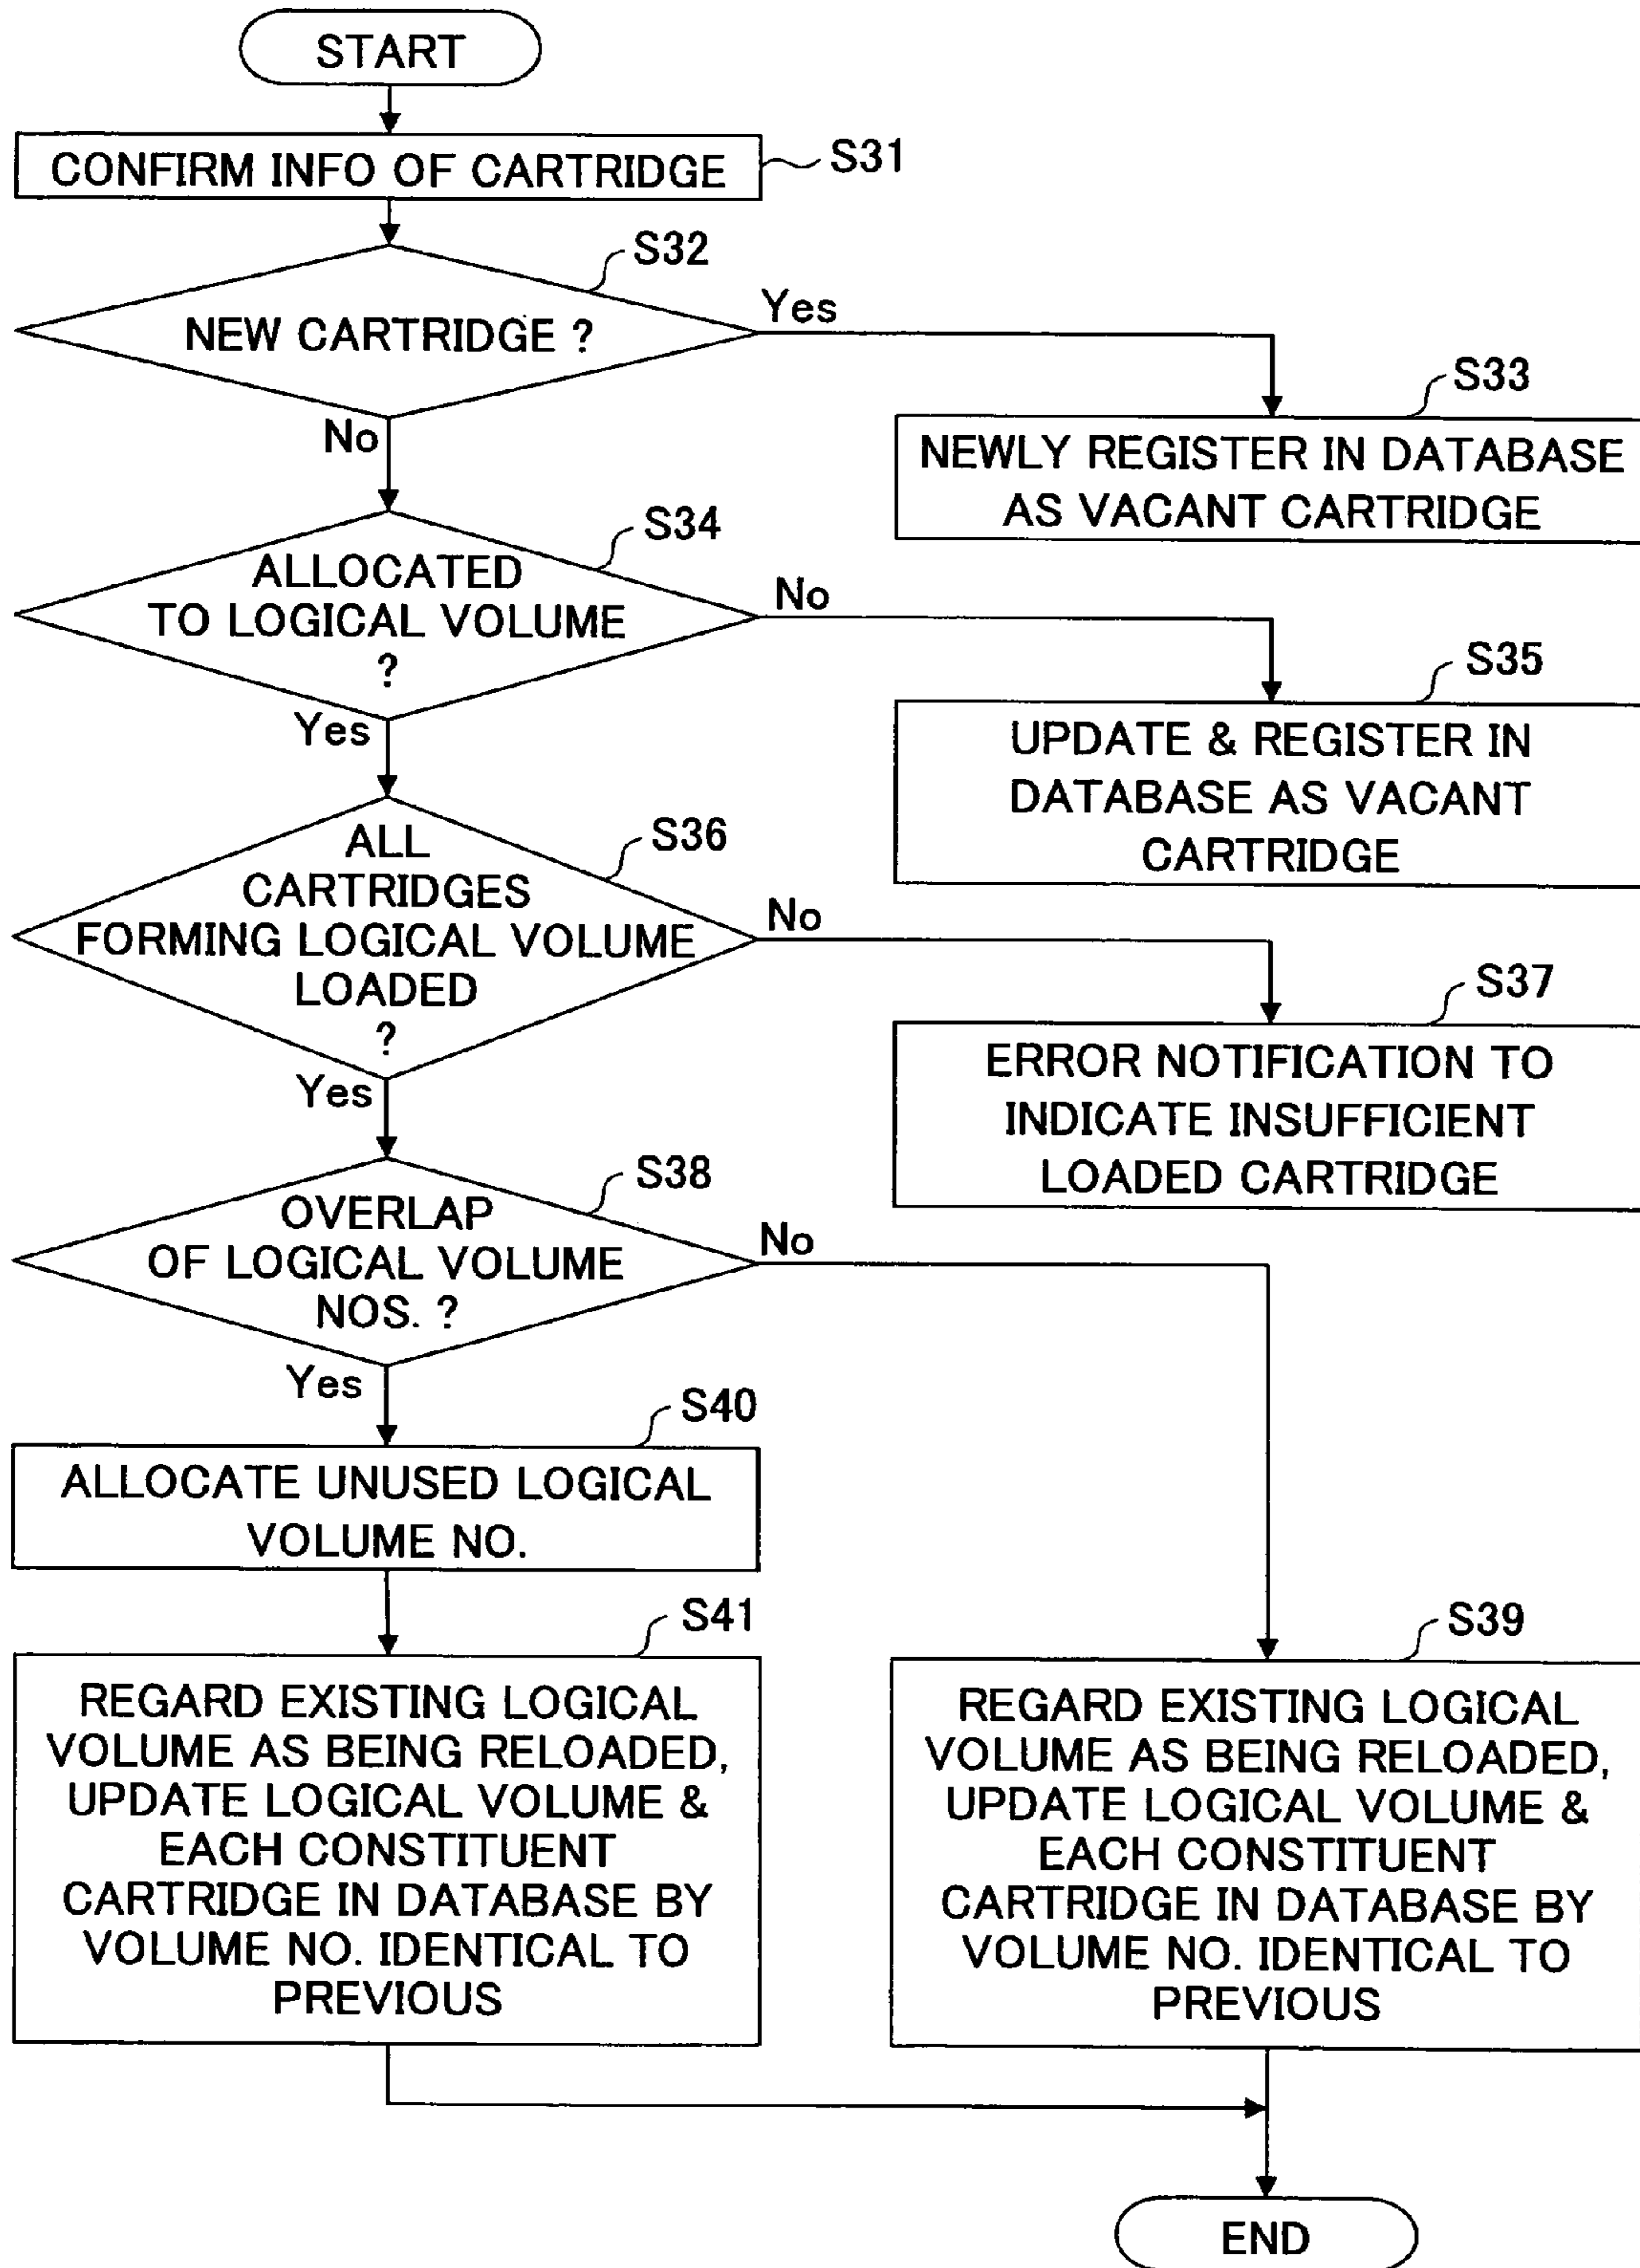 START
CONFIRM INFO OF CARTRIDGE
S31
S32
NEW CARTRIDGE ?
Yes
No
S33
NEWLY REGISTER IN DATABASE
AS VACANT CARTRIDGE
S34
ALLOCATED
TO LOGICAL VOLUME
?
No
Yes
S35
UPDATE & REGISTER IN
DATABASE AS VACANT
CARTRIDGE
S36
ALL
CARTRIDGES
FORMING LOGICAL VOLUME
LOADED
?
No
Yes
S37
ERROR NOTIFICATION TO
INDICATE INSUFFICIENT
LOADED CARTRIDGE
S38
OVERLAP
OF LOGICAL VOLUME
NOS. ?
No
Yes
S40
ALLOCATE UNUSED LOGICAL
VOLUME NO.
S41
REGARD EXISTING LOGICAL
VOLUME AS BEING RELOADED,
UPDATE LOGICAL VOLUME &
EACH CONSTITUENT
CARTRIDGE IN DATABASE BY
VOLUME NO. IDENTICAL TO
PREVIOUS
S39
REGARD EXISTING LOGICAL
VOLUME AS BEING RELOADED,
UPDATE LOGICAL VOLUME &
EACH CONSTITUENT
CARTRIDGE IN DATABASE BY
VOLUME NO. IDENTICAL TO
PREVIOUS
END